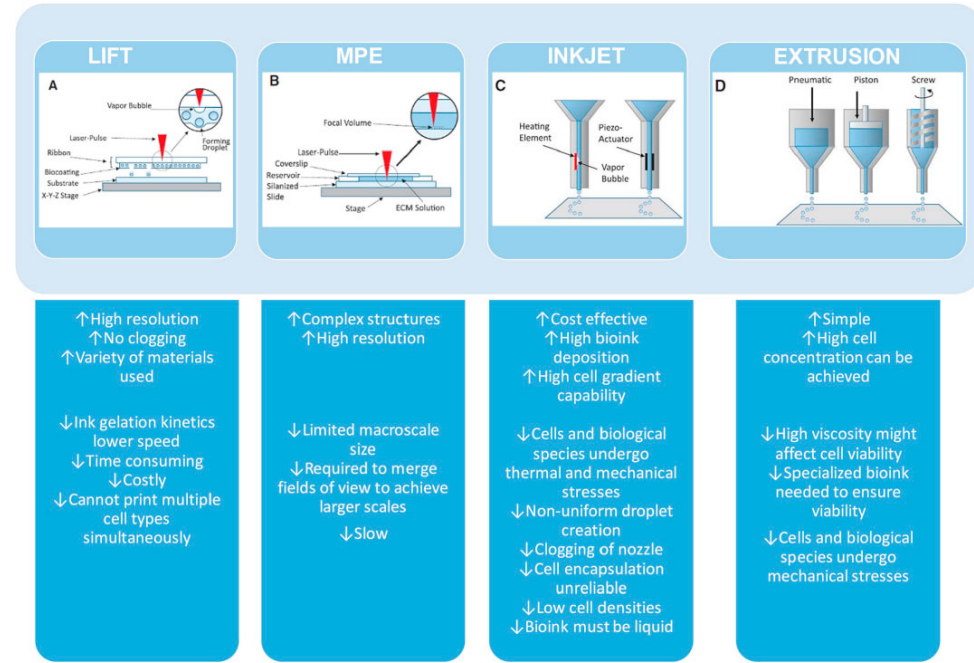 LIFT
A
Vapor Bubble
Laser-Pulse
Ribbon
Biocoating
Substrate
X-Y-Z Stage
Forming
Droplet
MPE
B
Focal Volume
Laser-Pulse
Coverslip
Reservoir
Silanized
Slide
Stage
ECM Solution
INKJET
C
Heating
Element
Piezo-
Actuator
Vapor
Bubble
EXTRUSION
D
Pneumatic
Piston
Screw
↑High resolution
↑No clogging
↑Variety of materials
used
↓Ink gelation kinetics
lower speed
↓Time consuming
↓Costly
↓Cannot print multiple
cell types
simultaneously
↑Complex structures
↑High resolution
↓Limited macroscale
size
↓Required to merge
fields of view to achieve
larger scales
↓Slow
↑Cost effective
↑High bioink
deposition
↑High cell gradient
capability
↓Cells and biological
species undergo
thermal and mechanical
stresses
↓Non-uniform droplet
creation
↓Clogging of nozzle
↓Cell encapsulation
unreliable
↓Low cell densities
↓Bioink must be liquid
↑Simple
↑High cell
concentration can be
achieved
↓High viscosity might
affect cell viability
↓Specialized bioink
needed to ensure
viability
↓Cells and biological
species undergo
mechanical stresses